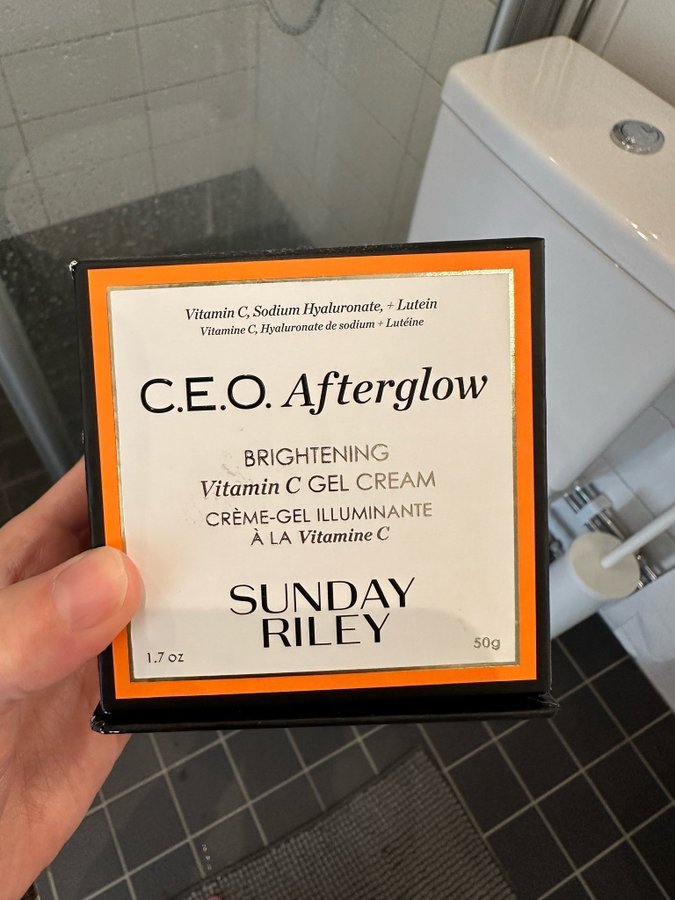 Vitamin C, Sodium Hyaluronate, + Lutein
Vitamine C, Hyaluronate de sodium + Lutéine
C.E.O. Afterglow
BRIGHTENING
Vitamin C GEL CREAM
CRÈME-GEL ILLUMINANTE
À LA Vitamine C
SUNDAY
RILEY
1.7 oz
50g